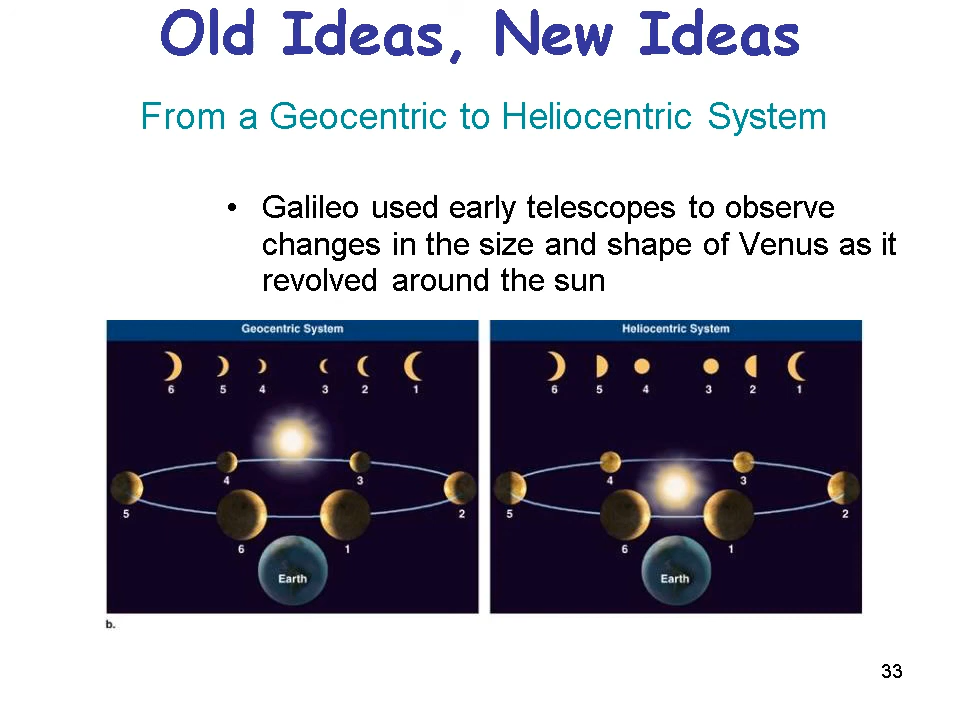 Old Ideas, New Ideas
From a Geocentric to Heliocentric System
• Galileo used early telescopes to observe
changes in the size and shape of Venus as it
revolved around the sun
Geocentric System
6 5 4 3 2 1
4 3
5 2
6 1
Earth
Heliocentric System
6 5 4 3 2 1
4 3
5 2
6 1
Earth
b.
33